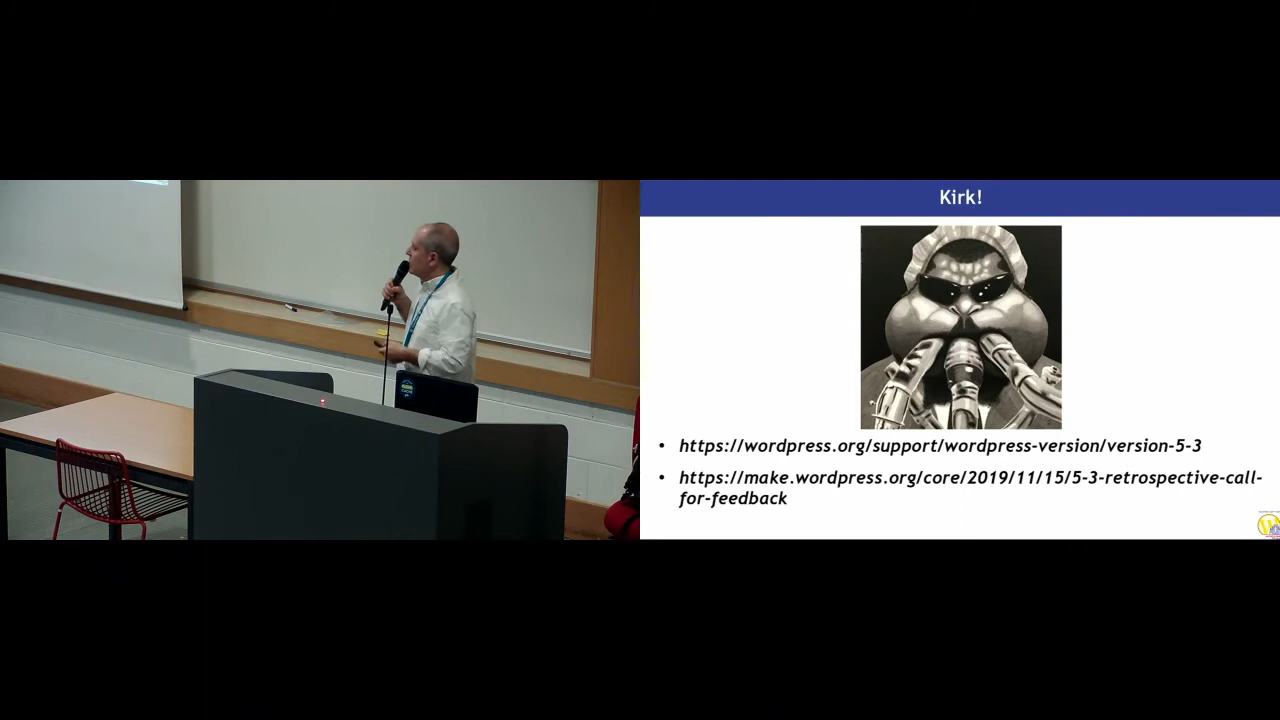 Kirk!
• https://wordpress.org/support/wordpress-version/version-5-3
• https://make.wordpress.org/core/2019/11/15/5-3-retrospective-call-
for-feedback